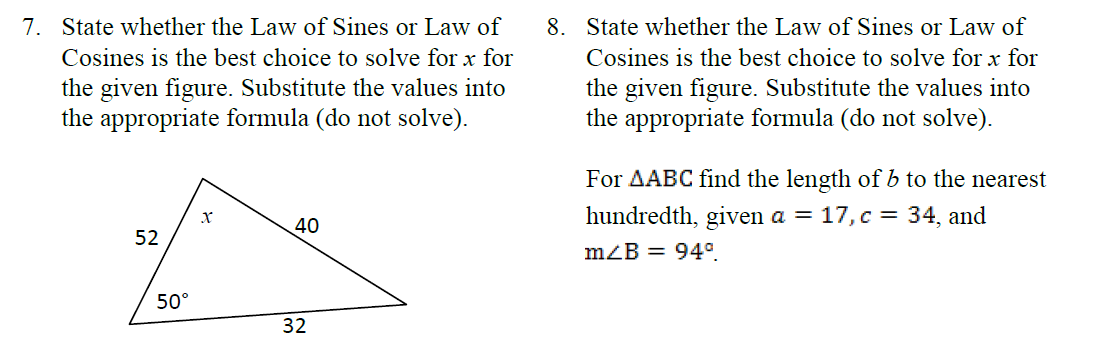 7. State whether the Law of Sines or Law of
Cosines is the best choice to solve for x for
the given figure. Substitute the values into
the appropriate formula (do not solve).
x
40
52
50°
32
8. State whether the Law of Sines or Law of
Cosines is the best choice to solve for x for
the given figure. Substitute the values into
the appropriate formula (do not solve).
For ΔABC find the length of b to the nearest
hundredth, given a = 17, c = 34, and
m∠B = 94°.